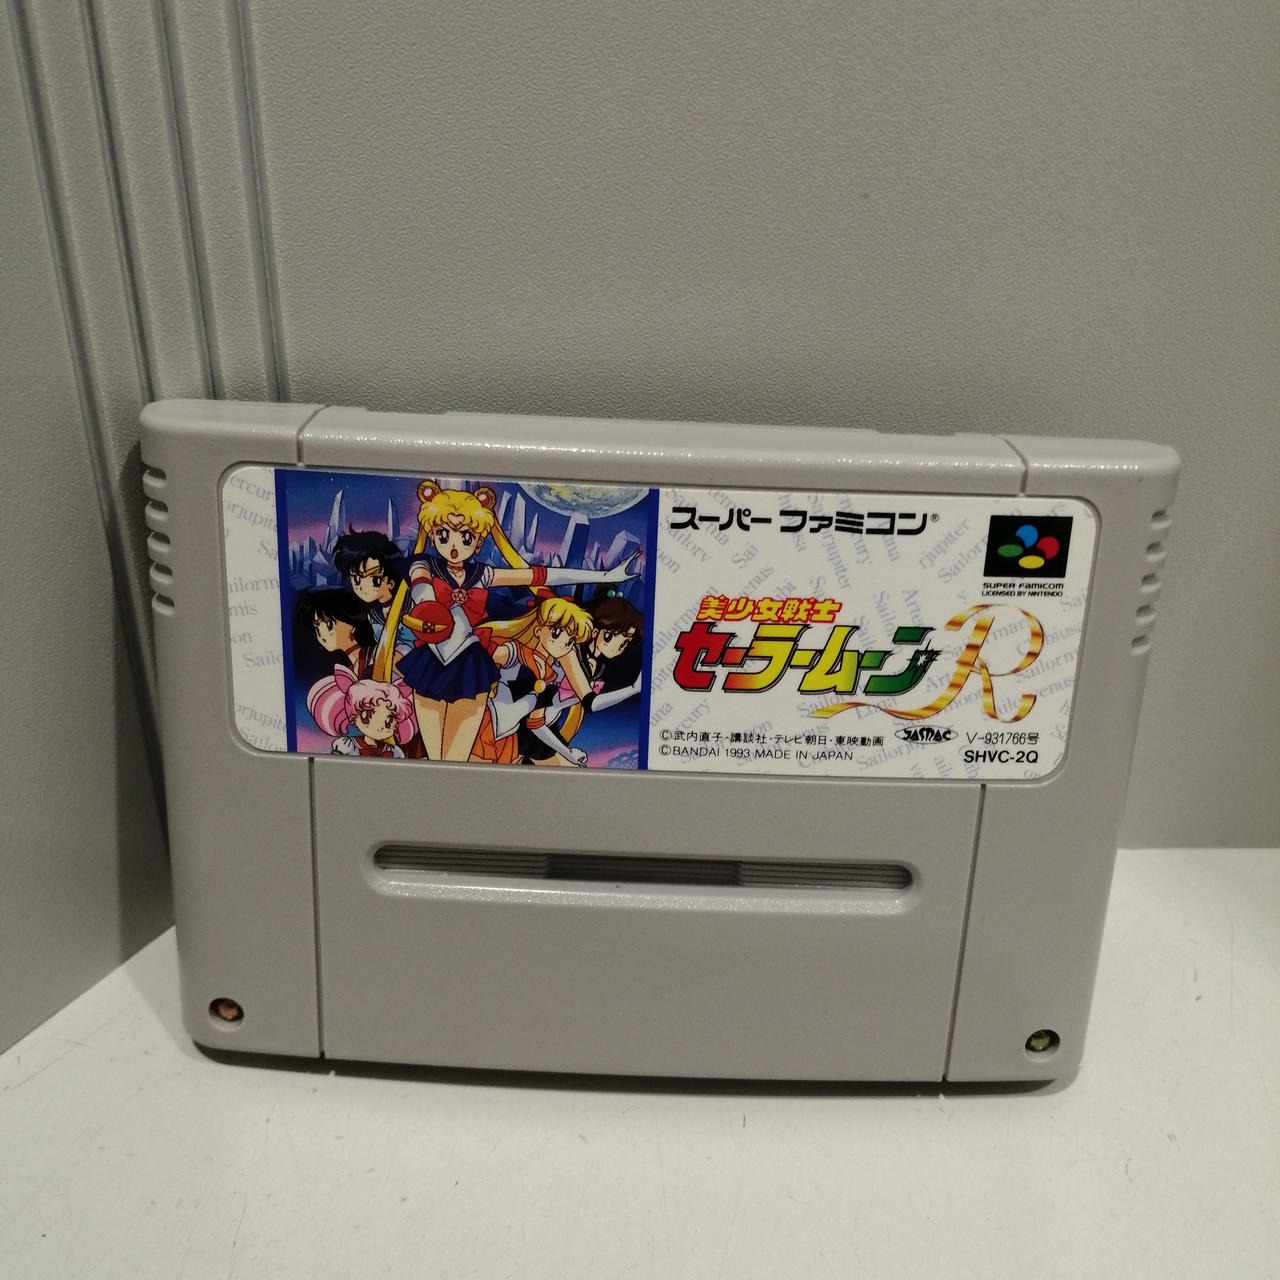 スーパーファミコン®
SUPER FAMICOM
LICENSED BY NINTENDO
美少女戦士
セーラームーンR
©武内直子・講談社・テレビ朝日・東映動画
©BANDAI 1993 MADE IN JAPAN
JASRAC
V-931766号
SHVC-2Q